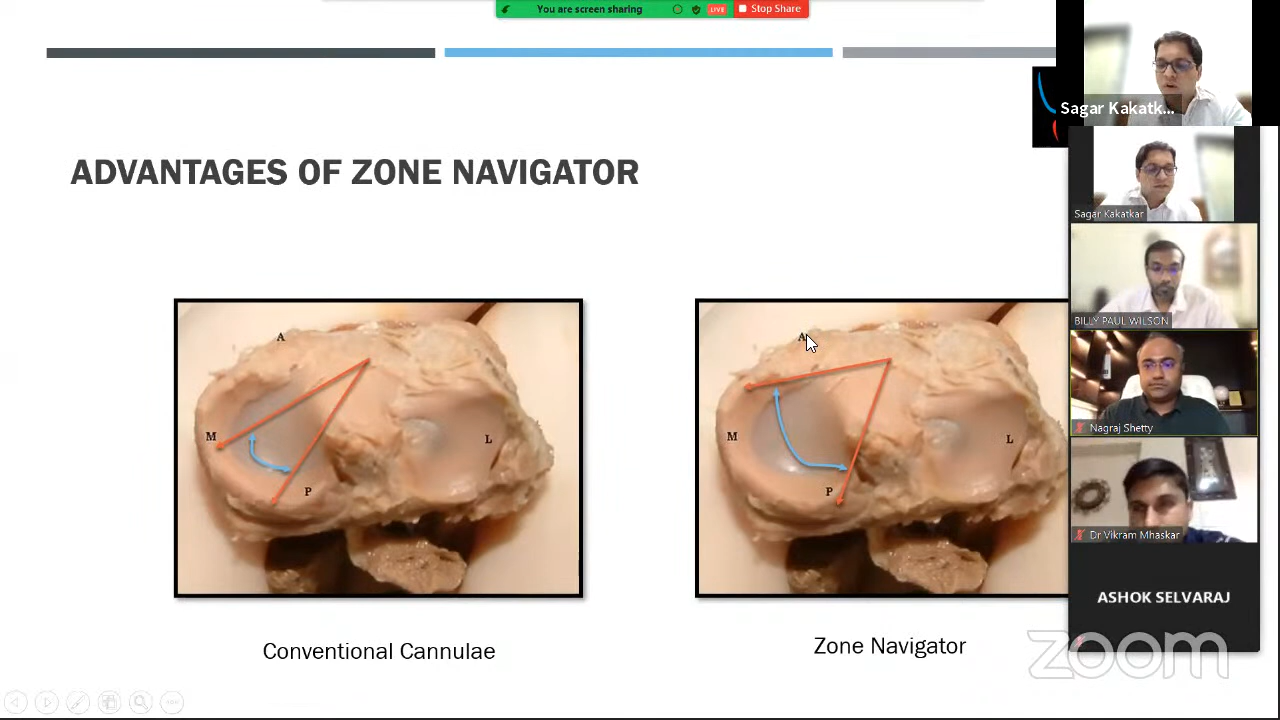 You are screen sharing
LIVE
Stop Share
Sagar Kakatk...
ADVANTAGES OF ZONE NAVIGATOR
Sagar Kakatkar
BILLY PAUL WILSON
Nagraj Shetty
Dr Vikram Mhaskar
ASHOK SELVARAJ
A
M
L
P
A
M
L
P
Conventional Cannulae
Zone Navigator
zoom